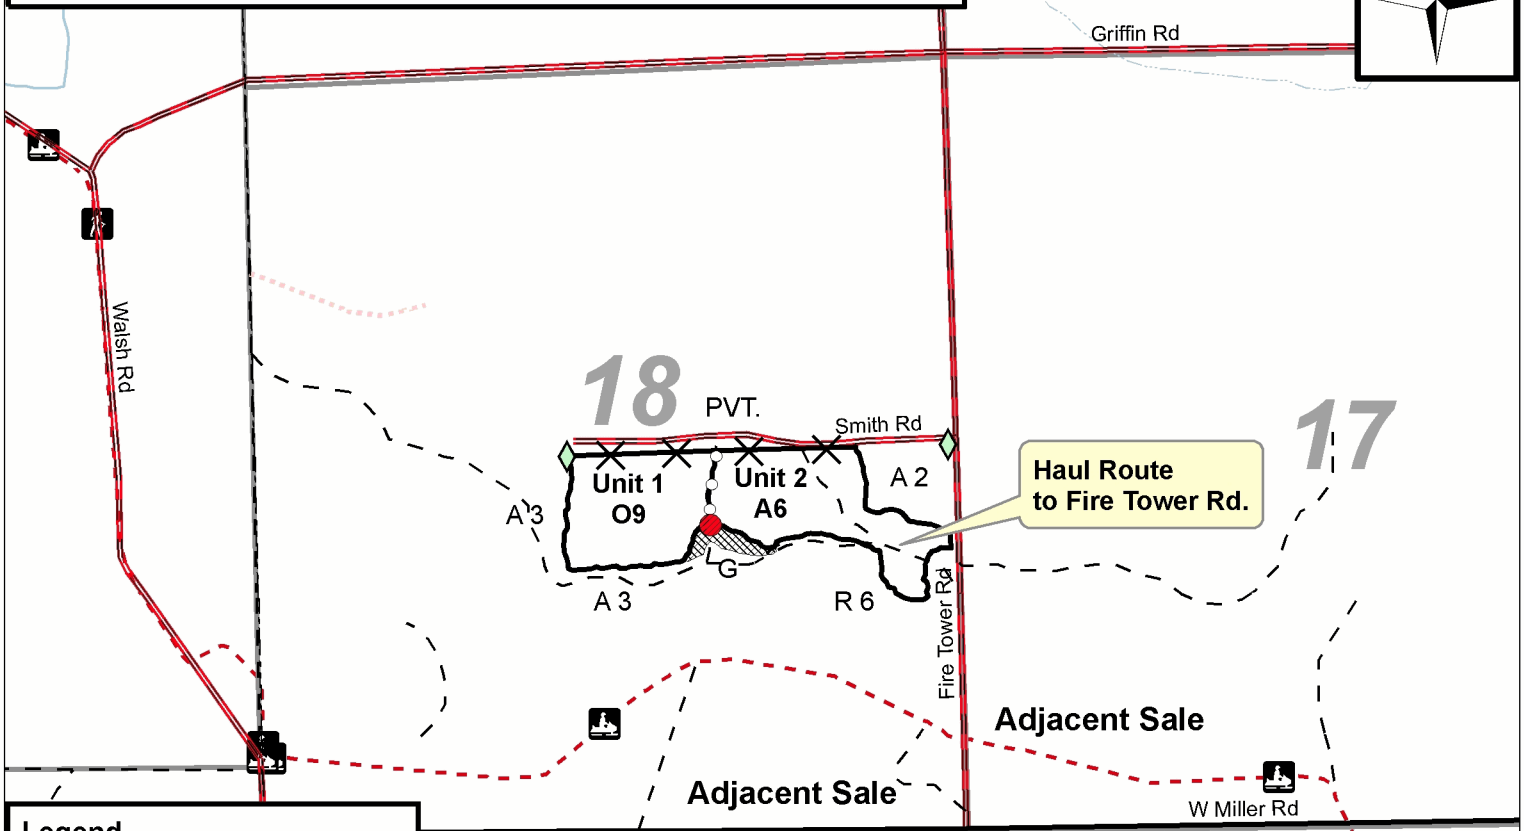 Griffin Rd
Walsh Rd
18
PVT.
Smith Rd
17
Unit 1
O9
Unit 2
A6
A 2
Haul Route
to Fire Tower Rd.
A 3
G
A 3
R 6
Fire Tower Rd
Adjacent Sale
Adjacent Sale
W Miller Rd
Legend